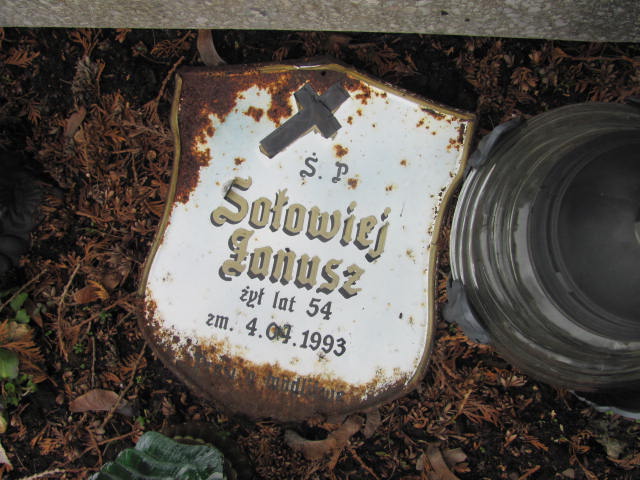 Ś. P
Sołowiej
Janusz
żył lat 54
zm. 4.04.1993